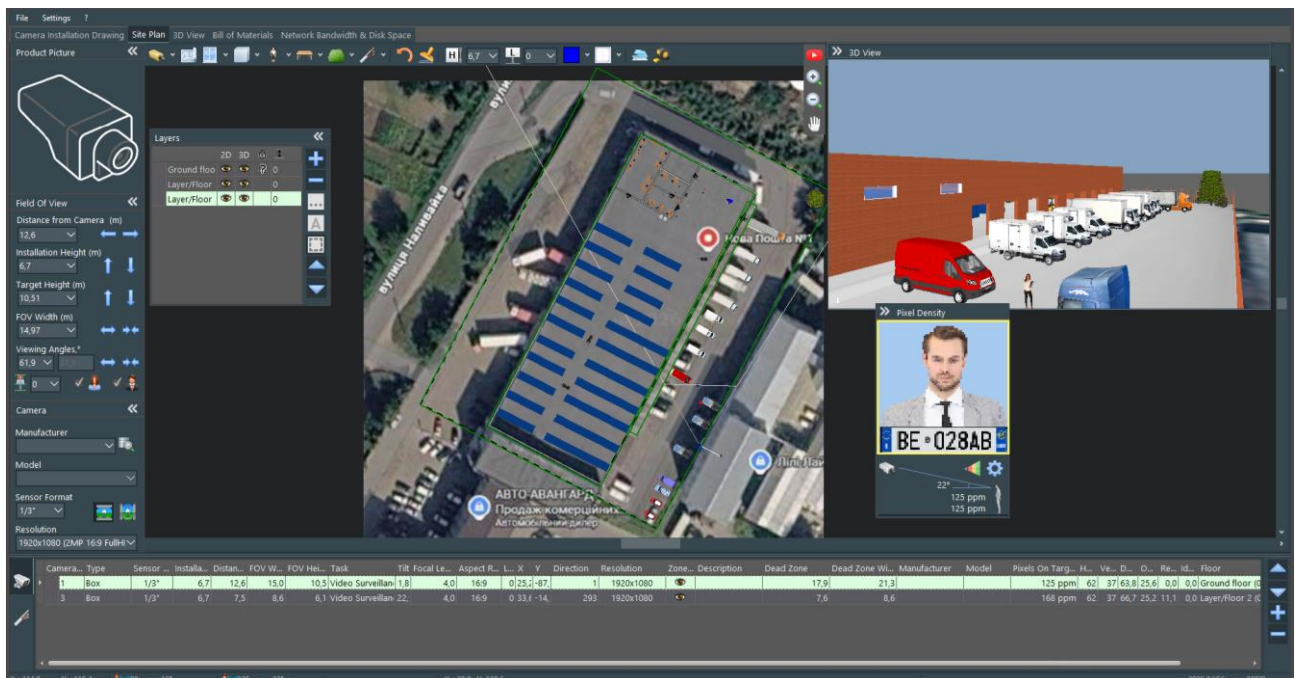 File Settings ?
Camera Installation Drawing Site Plan 3D View Bill of Materials Network Bandwidth & Disk Space
Product Picture
6,7
0
3D View
Layers
2D 3D
Ground floo 0
Layer/Floor 0
Layer/Floor 0
Field Of View
Distance from Camera (m)
12,6
Installation Height (m)
6,7
Target Height (m)
10,51
FOV Width (m)
14,97
Viewing Angles,°
61,9
0
Camera
Manufacturer
Model
Sensor Format
1/3"
Resolution
1920x1080 (2MP 16:9 FullHI
вулиця Наливайка
Нова Пошта №1
Лілі Лан
АВТО-АВАНГАРД
Продаж комерційних
Автомобільний дилер
Pixel Density
BE 028AB
22°
125 ppm
125 ppm
Camera... Type Sensor ... Installa... Distan... FOV W... FOV Hei... Task Tilt Focal Le... Aspect R... L... X Y Direction Resolution Zone... Description Dead Zone Dead Zone Wi... Manufacturer Model Pixels On Targ... H... Ve... D... O... Re... Id... Floor
1 Box 1/3" 6,7 12,6 15,0 10,5 Video Surveillan 1,8 4,0 16:9 0 25,2 -87, 1 1920x1080 17,9 21,3 125 ppm 62 37 63,8 25,6 0,0 0,0 Ground floor (0
3 Box 1/3" 6,7 7,5 8,6 6,1 Video Surveillan 22, 4,0 16:9 0 33,6 -14, 293 1920x1080 7,6 8,6 168 ppm 62 37 66,7 25,2 11,1 0,0 Layer/Floor 2 (0